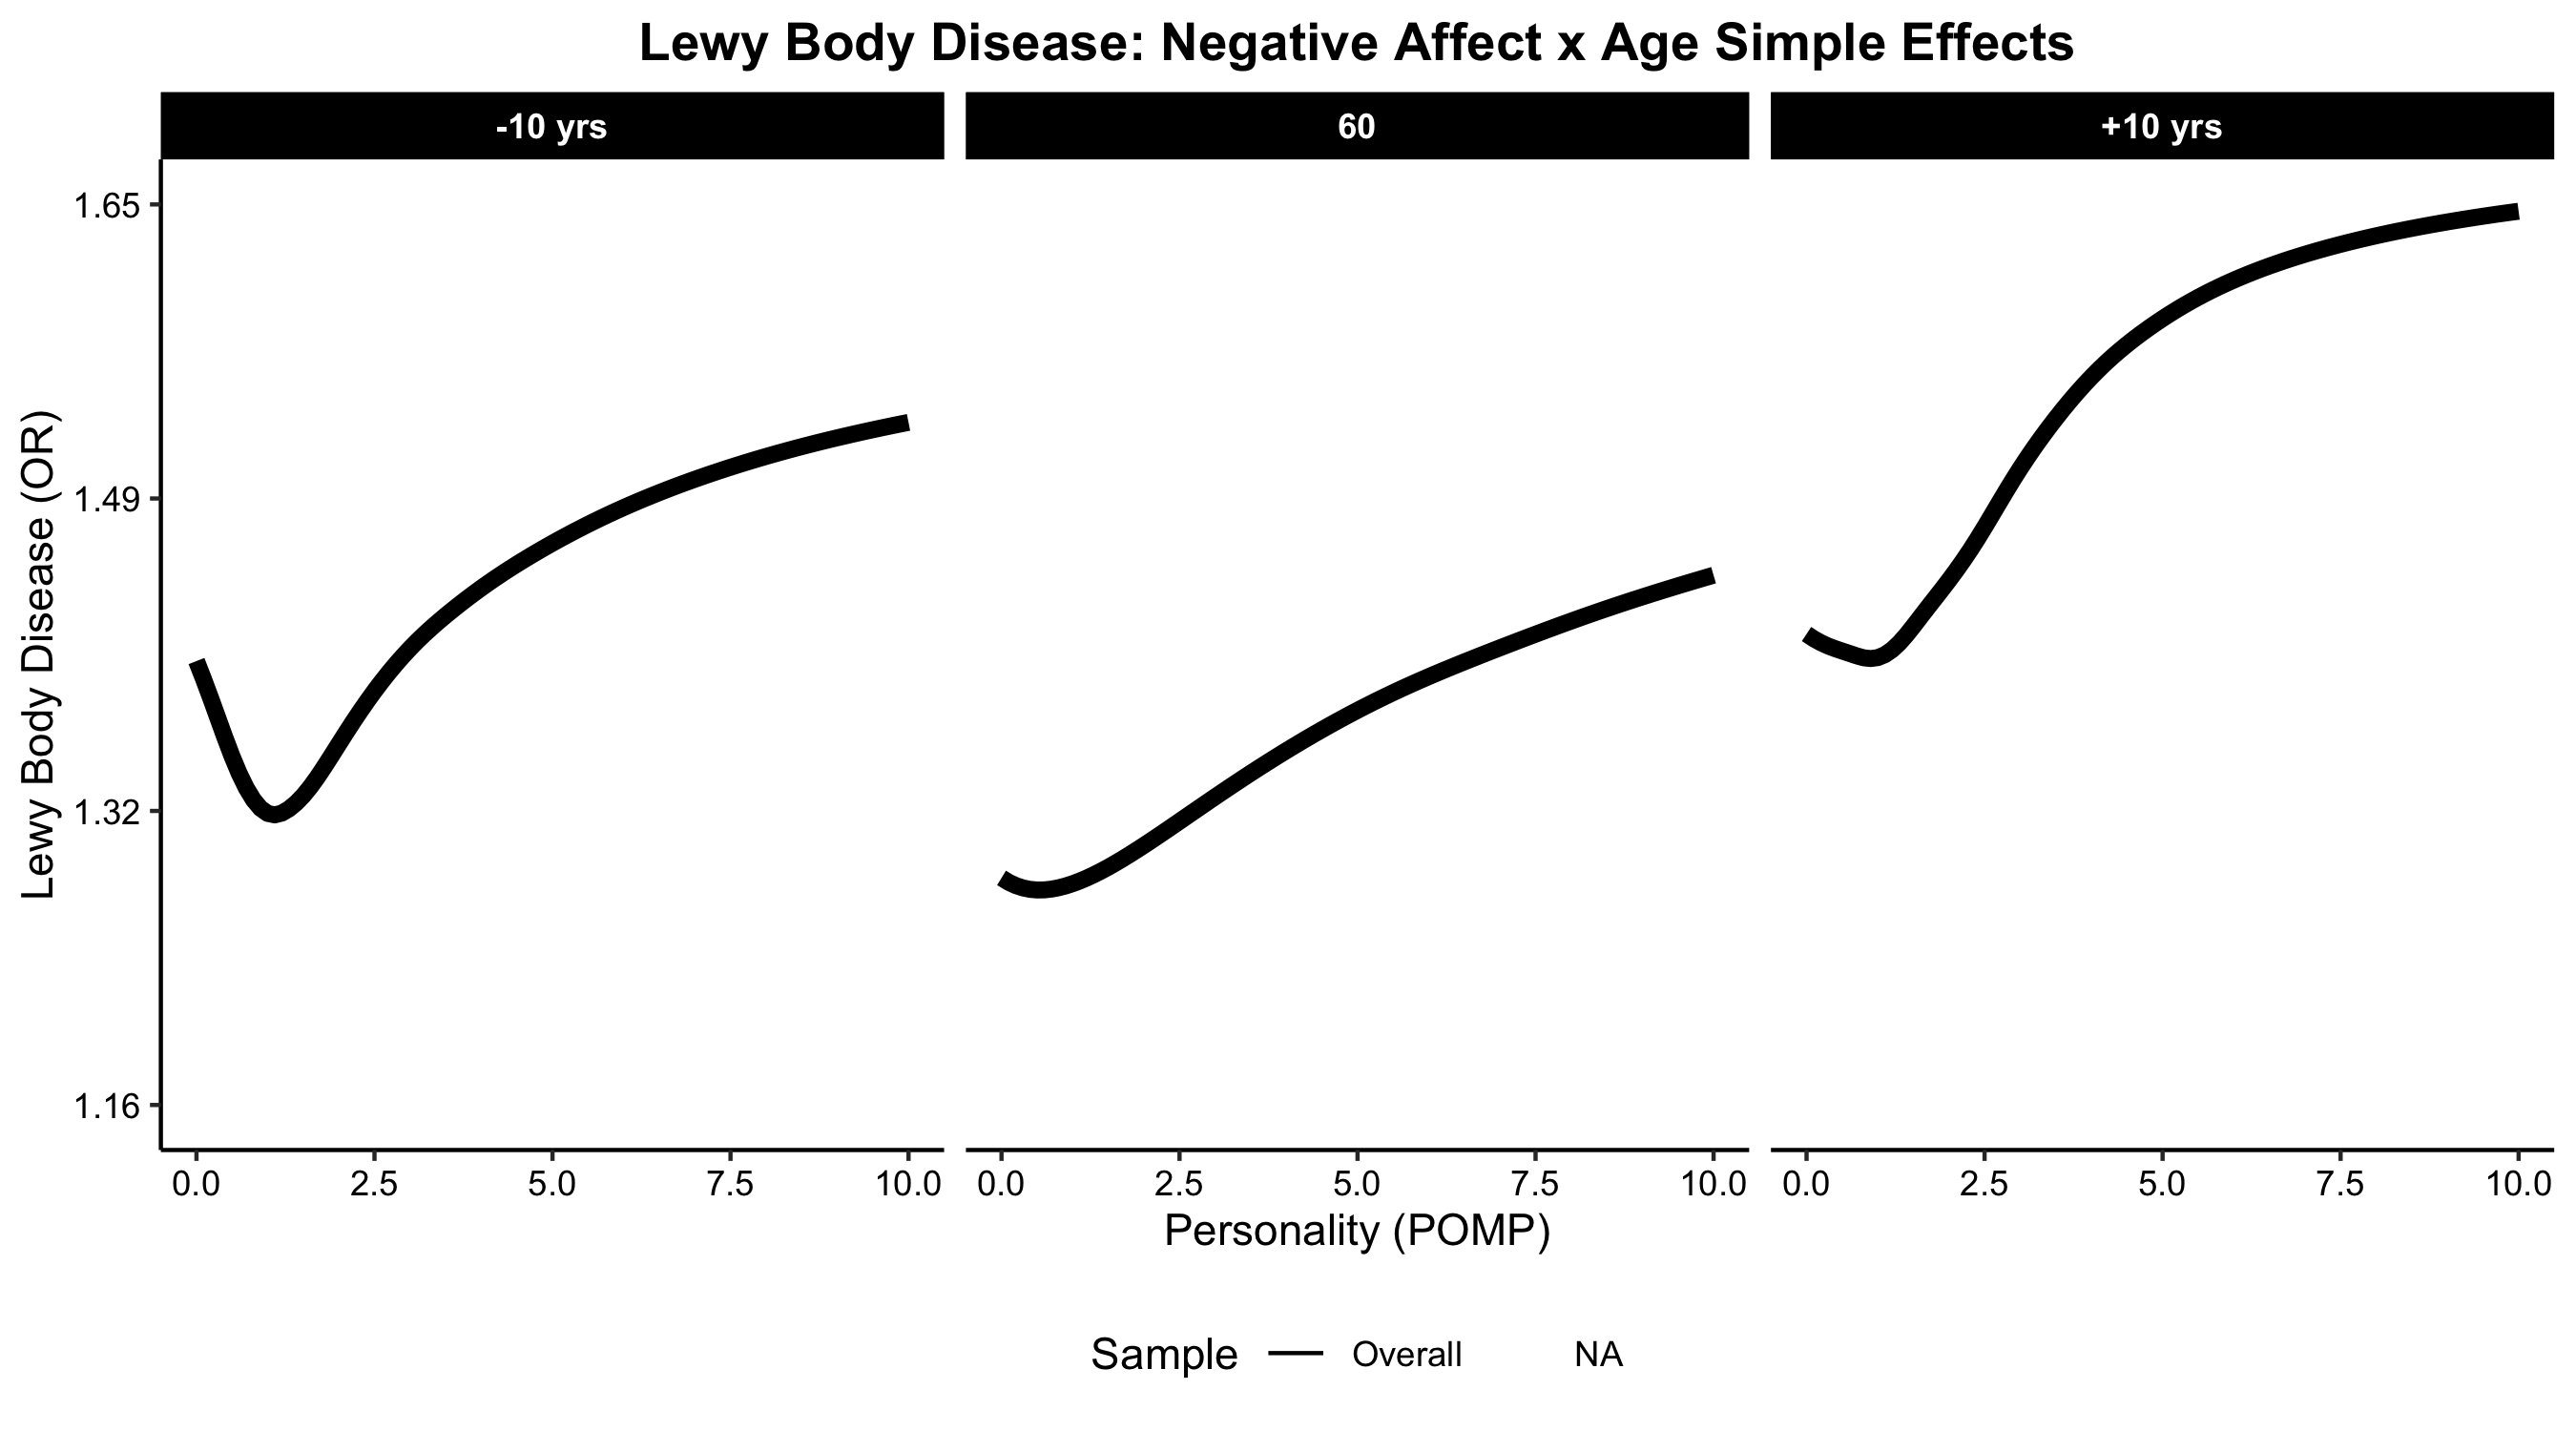 Lewy Body Disease: Negative Affect x Age Simple Effects
-10 yrs
60
+10 yrs
Lewy Body Disease (OR)
1.65
1.49
1.32
1.16
0.0 2.5 5.0 7.5 10.0
0.0 2.5 5.0 7.5 10.0
0.0 2.5 5.0 7.5 10.0
Personality (POMP)
Sample Overall NA